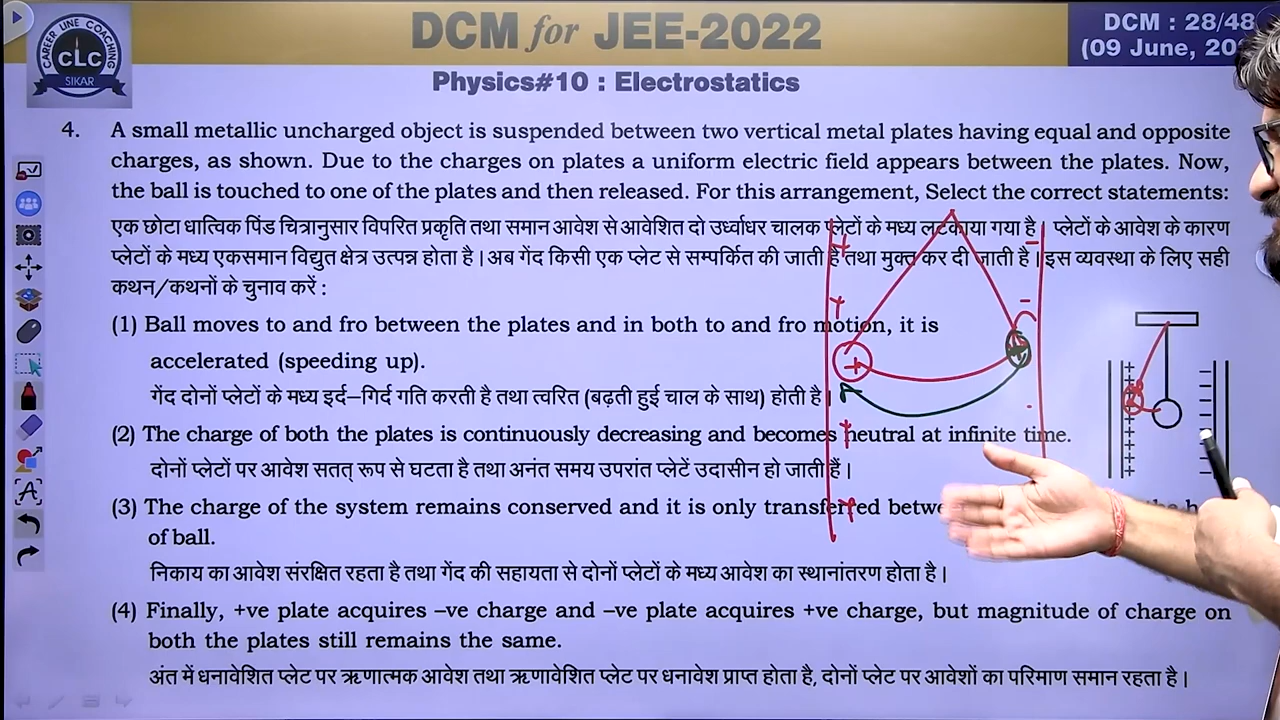 CAREER LINE COACHING
CLC
SIKAR
DCM for JEE-2022
DCM : 28/48
(09 June, 20
Physics#10 : Electrostatics
4. A small metallic uncharged object is suspended between two vertical metal plates having equal and opposite
charges, as shown. Due to the charges on plates a uniform electric field appears between the plates. Now,
the ball is touched to one of the plates and then released. For this arrangement, Select the correct statements:
एक छोटा धात्विक पिंड चित्रानुसार विपरित प्रकृति तथा समान आवेश से आवेशित दो उर्ध्वाधर चालक प्लेटों के मध्य लटकाया गया है। प्लेटों के आवेश के कारण
प्लेटों के मध्य एकसमान विद्युत क्षेत्र उत्पन्न होता है। अब गेंद किसी एक प्लेट से सम्पर्कित की जाती है तथा मुक्त कर दी जाती है। इस व्यवस्था के लिए सही
कथन/कथनों के चुनाव करें :
(1) Ball moves to and fro between the plates and in both to and fro motion, it is
accelerated (speeding up).
गेंद दोनों प्लेटों के मध्य इर्द–गिर्द गति करती है तथा त्वरित (बढ़ती हुई चाल के साथ) होती है।
(2) The charge of both the plates is continuously decreasing and becomes neutral at infinite time.
दोनों प्लेटों पर आवेश सतत् रूप से घटता है तथा अनंत समय उपरांत प्लेटें उदासीन हो जाती हैं।
(3) The charge of the system remains conserved and it is only transferred betwe
of ball.
निकाय का आवेश संरक्षित रहता है तथा गेंद की सहायता से दोनों प्लेटों के मध्य आवेश का स्थानांतरण होता है।
(4) Finally, +ve plate acquires –ve charge and –ve plate acquires +ve charge, but magnitude of charge on
both the plates still remains the same.
अंत में धनावेशित प्लेट पर ऋणात्मक आवेश तथा ऋणावेशित प्लेट पर धनावेश प्राप्त होता है, दोनों प्लेट पर आवेशों का परिमाण समान रहता है।